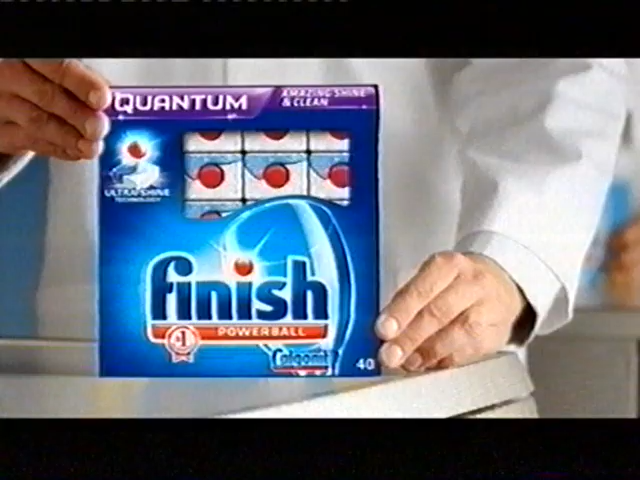 QUANTUM
AMAZING SHINE
& CLEAN
ULTRA SHINE
TECHNOLOGY
finish
#1
POWERBALL
Calgonit
40